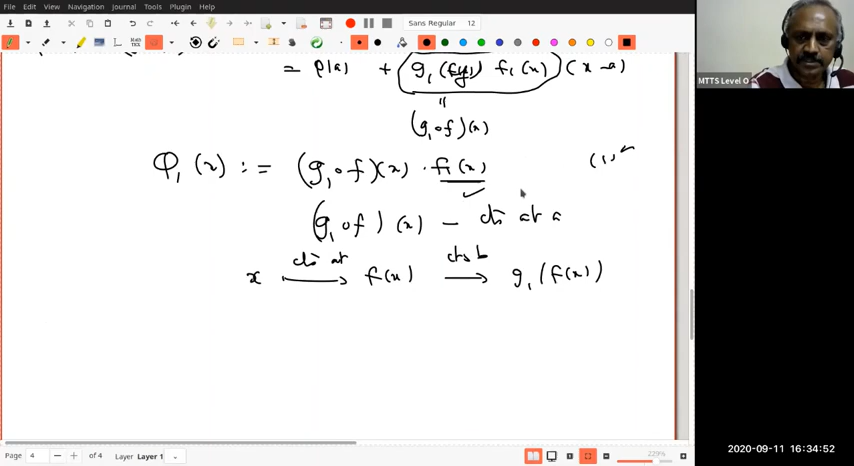 File Edit View Navigation Journal Tools Plugin Help
Sans Regular 12
= φ(a) + g₁(f(x)) f₁(x) (x-a)
MTTS Level O
"
(g₁∘f)(x)
φ₁(x) := (g₁∘f)(x) · f₁(x) (1)
(g₁∘f)(x) — cts at a
x cts at → f(x) cts b → g₁(f(x))
Page 4 of 4 Layer Layer 1 229%
2020-09-11 16:34:52